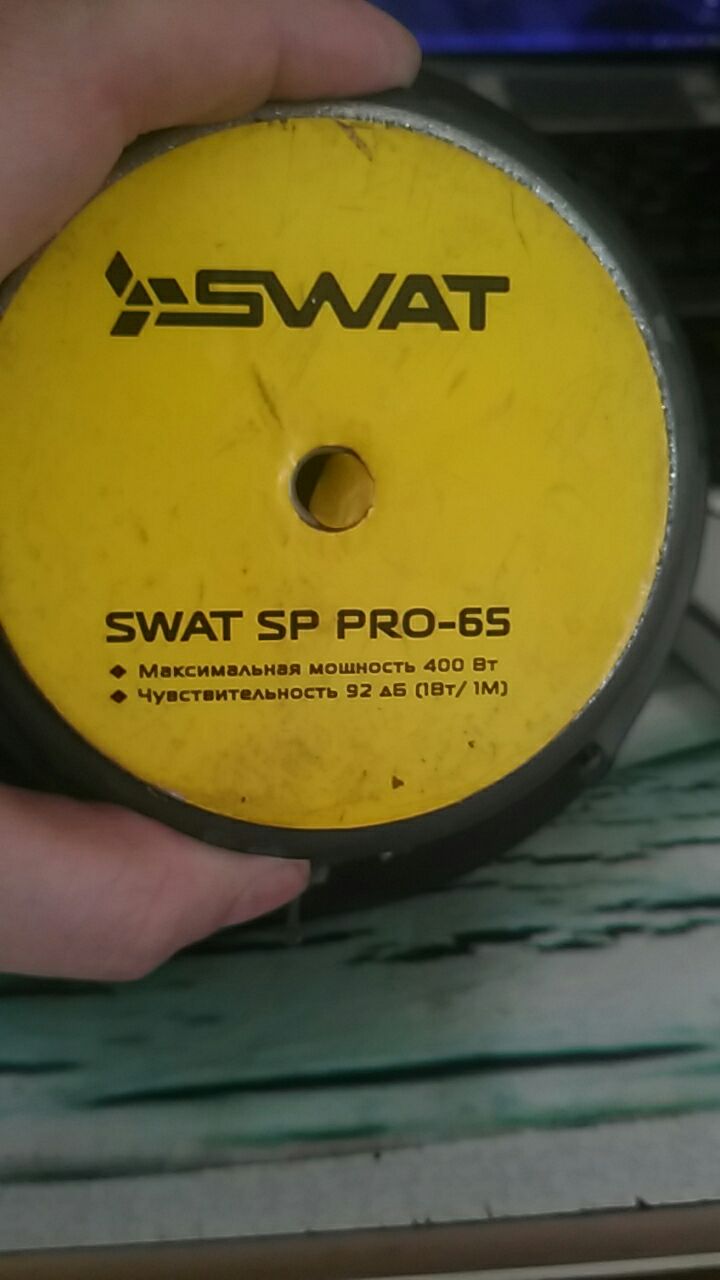 SWAT
SWAT SP PRO-65
Максимальная мощность 400 Вт
Чувствительность 92 дБ (1Вт/ 1М)